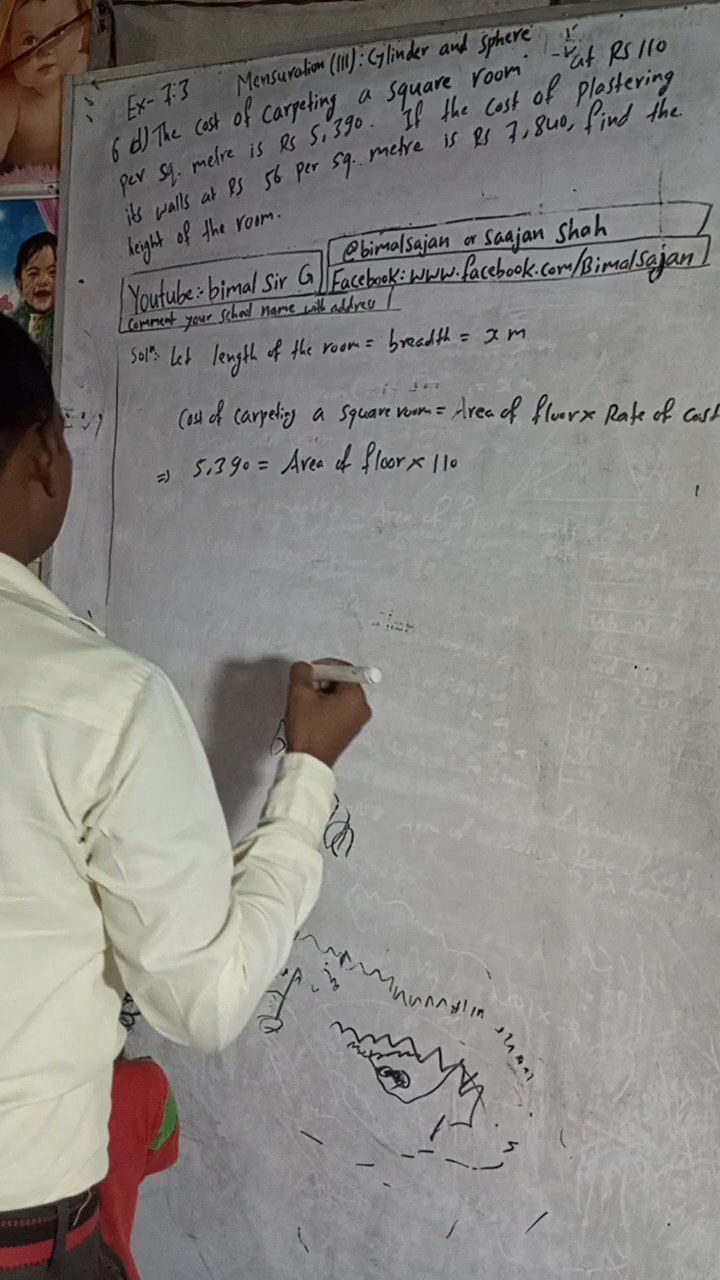 Ex- 7.3 Mensuration (III): Cylinder and sphere
6 d) The cost of carpeting a square room at RS 110
per sq. metre is Rs 5,390. If the cost of plastering
its walls at RS 56 per sq. metre is Rs 7,840, find the
height of the room.
@bimalsajan or Saajan Shah
Youtube:- bimal Sir G
Facebook: www.facebook.com/BimalSajan
Comment your school name with address
Solⁿ:- Let length of the room = breadth = x m
Cost of carpeting a square room = Area of floor x Rate of cost
=> 5,390 = Area of floor x 110